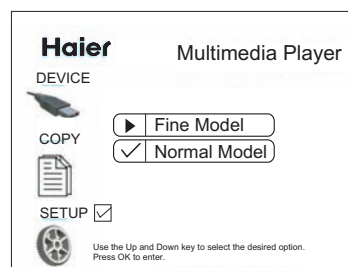 Haier
Multimedia Player
DEVICE
Fine Model
COPY
Normal Model
SETUP
Use the Up and Down key to select the desired option.
Press OK to enter.